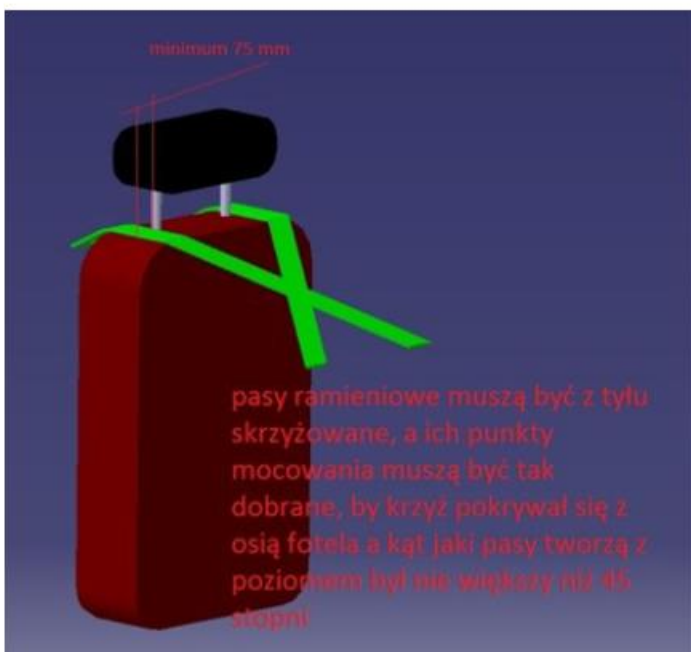 minimum 75 mm
pasy ramieniowe muszą być z tyłu
skrzyżowane, a ich punkty
mocowania muszą być tak
dobrane, by krzyż pokrywał się z
osią fotela a kąt jaki pasy tworzą z
poziomem był nie większy niż 45
stopni